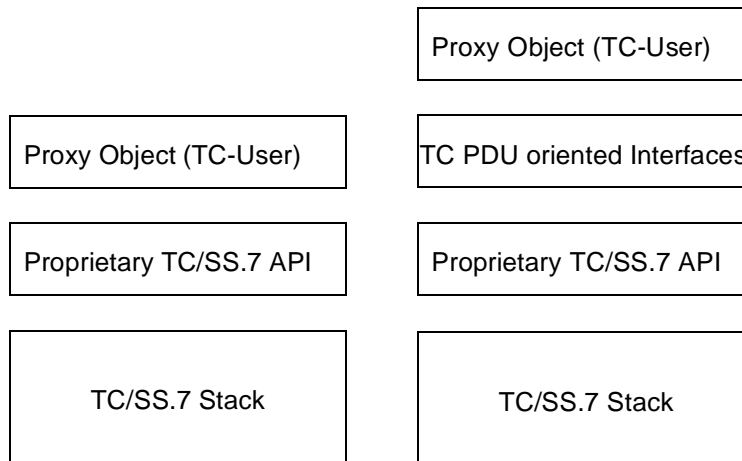 Proxy Object (TC-User)
Proxy Object (TC-User)
TC PDU oriented Interfaces
Proprietary TC/SS.7 API
Proprietary TC/SS.7 API
TC/SS.7 Stack
TC/SS.7 Stack